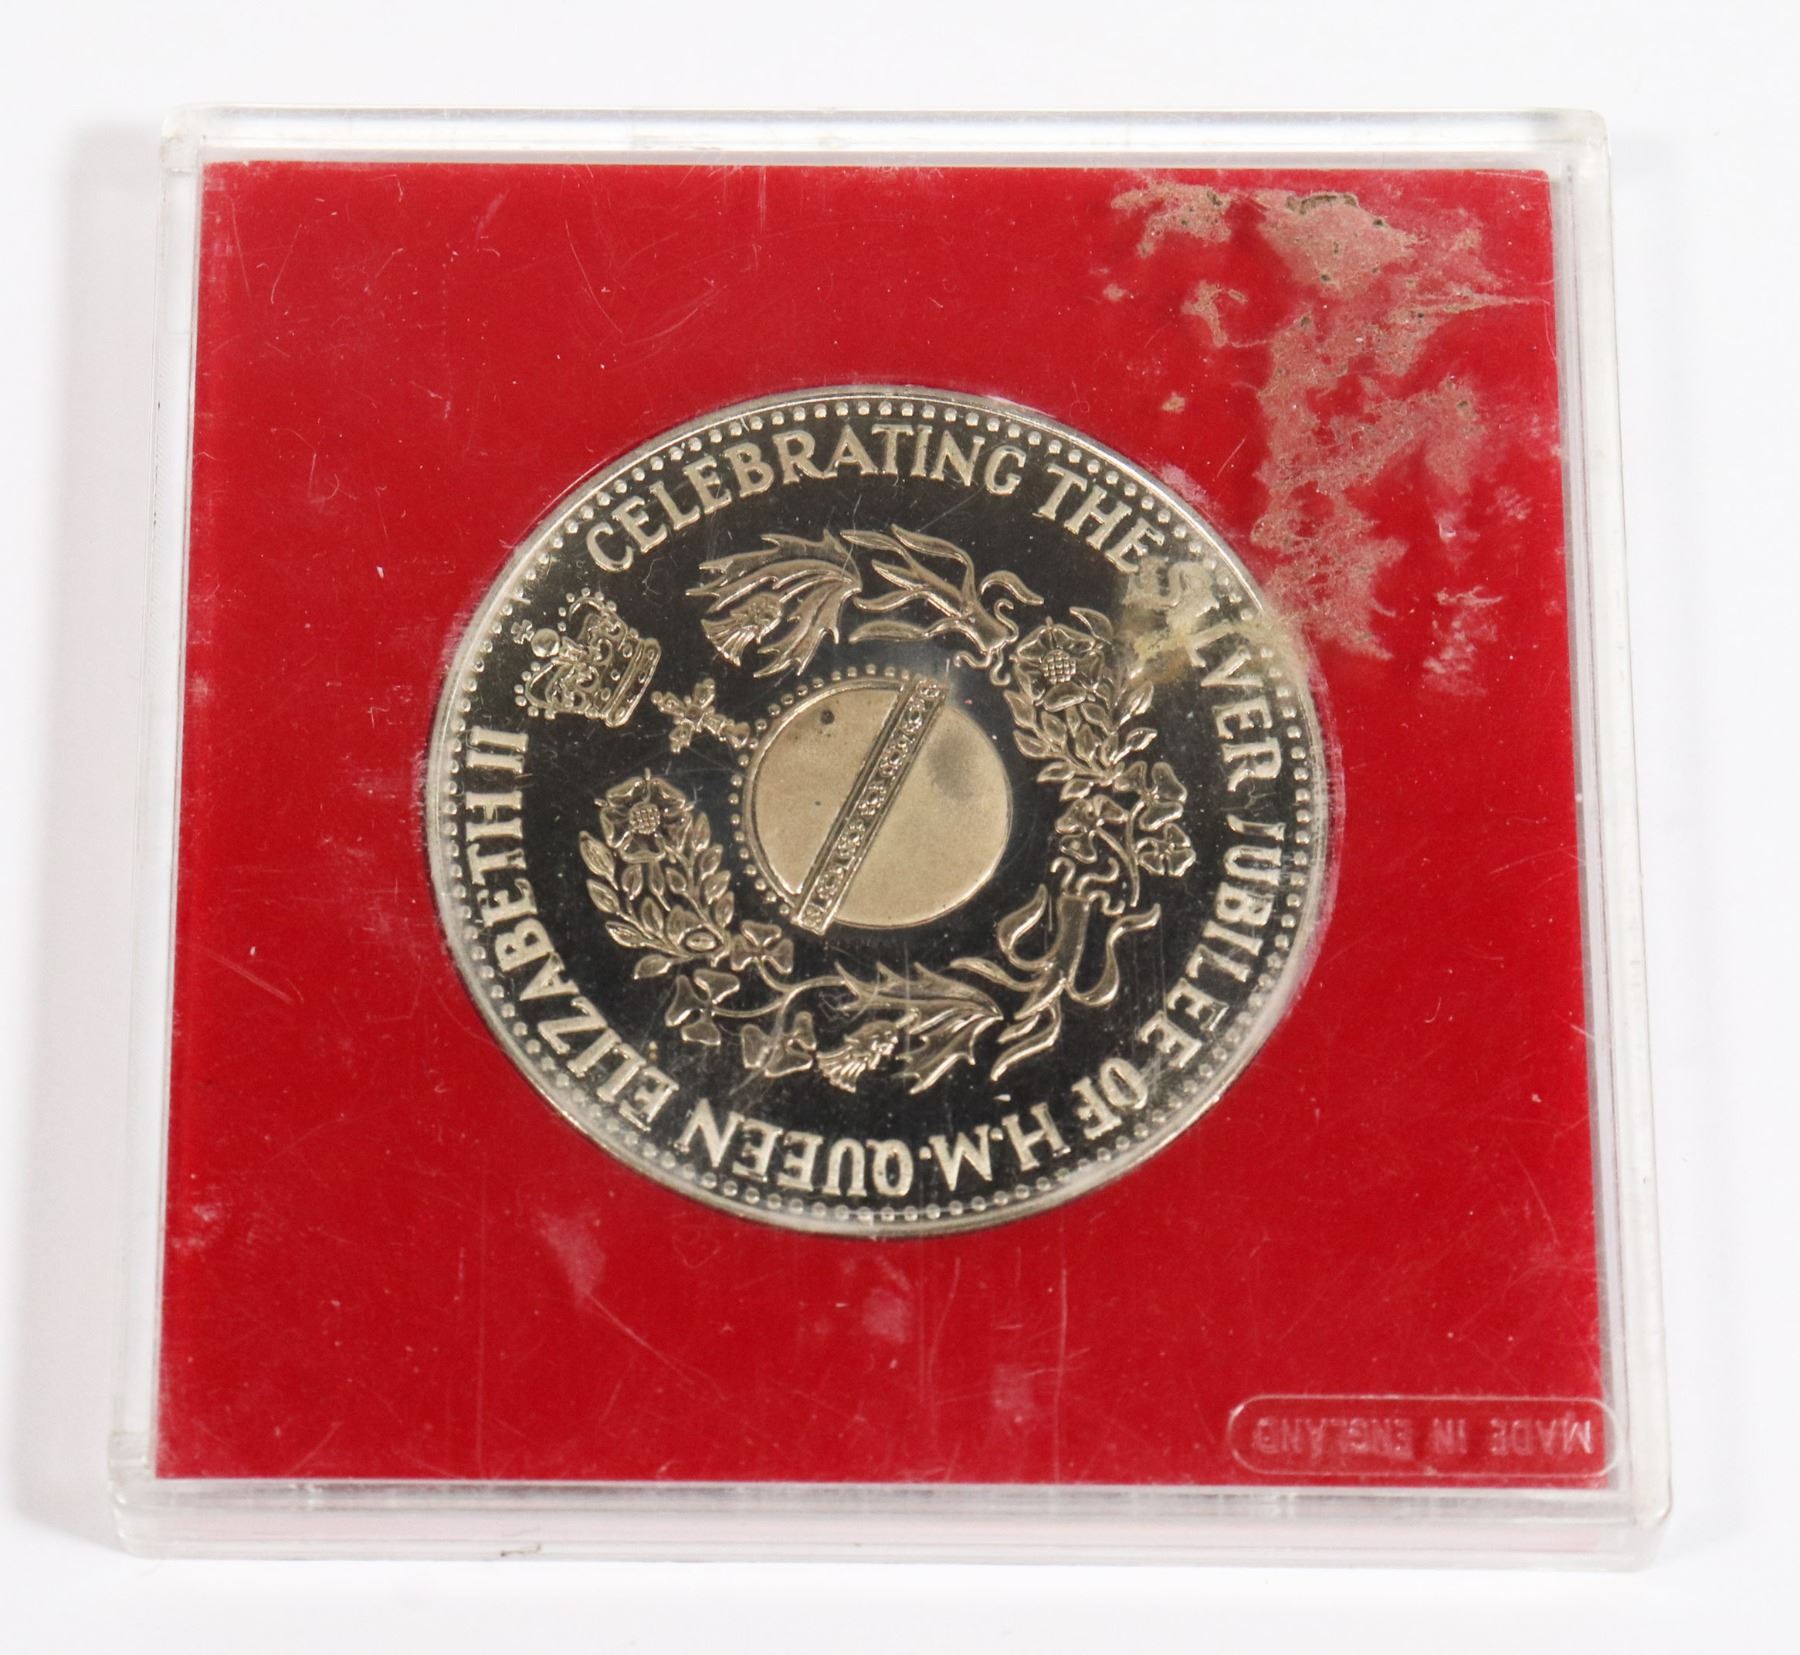 CELEBRATING THE SILVER JUBILEE OF H.M. QUEEN ELIZABETH II
MADE IN ENGLAND